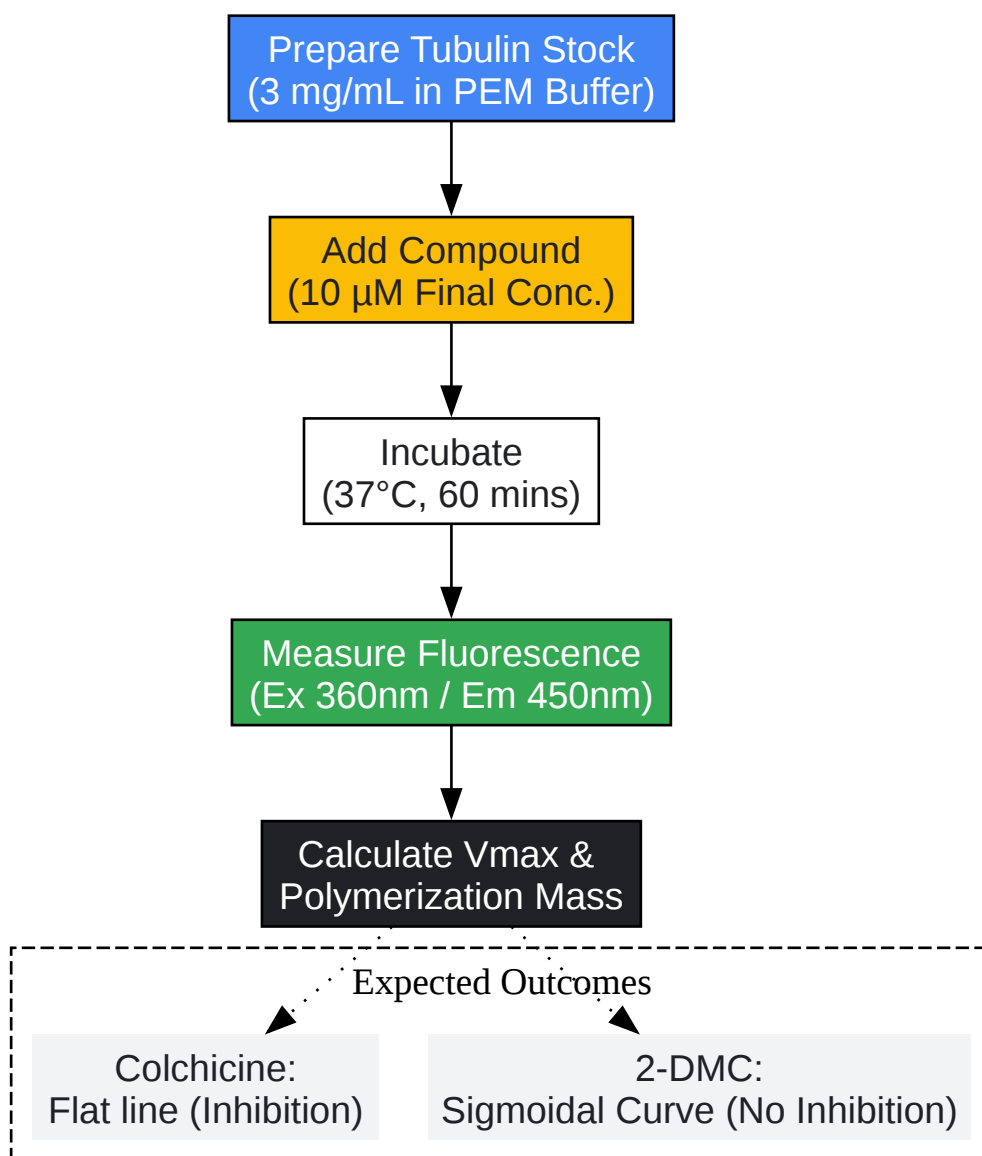 Prepare Tubulin Stock
(3 mg/mL in PEM Buffer)
Add Compound
(10 µM Final Conc.)
Incubate
(37°C, 60 mins)
Measure Fluorescence
(Ex 360nm / Em 450nm)
Calculate Vmax &
Polymerization Mass
Expected Outcomes
Colchicine:
Flat line (Inhibition)
2-DMC:
Sigmoidal Curve (No Inhibition)